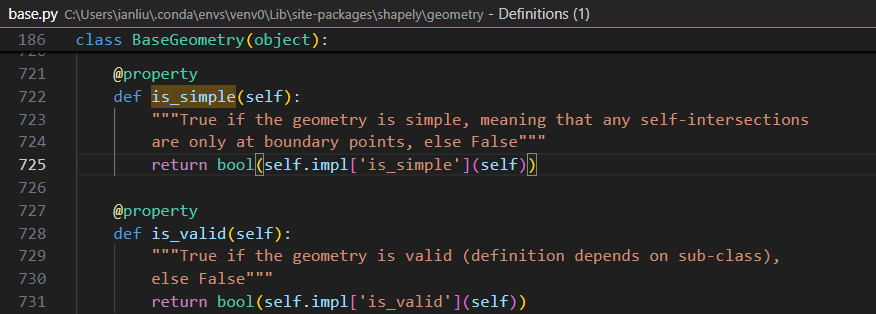 base.py C:\Users\ianliu\.conda\envs\venv0\Lib\site-packages\shapely\geometry - Definitions (1)
186 class BaseGeometry(object):
721 @property
722 def is_simple(self):
723 """True if the geometry is simple, meaning that any self-intersections
724 are only at boundary points, else False"""
725 return bool(self.impl['is_simple'](self))
726
727 @property
728 def is_valid(self):
729 """True if the geometry is valid (definition depends on sub-class),
730 else False"""
731 return bool(self.impl['is_valid'](self))